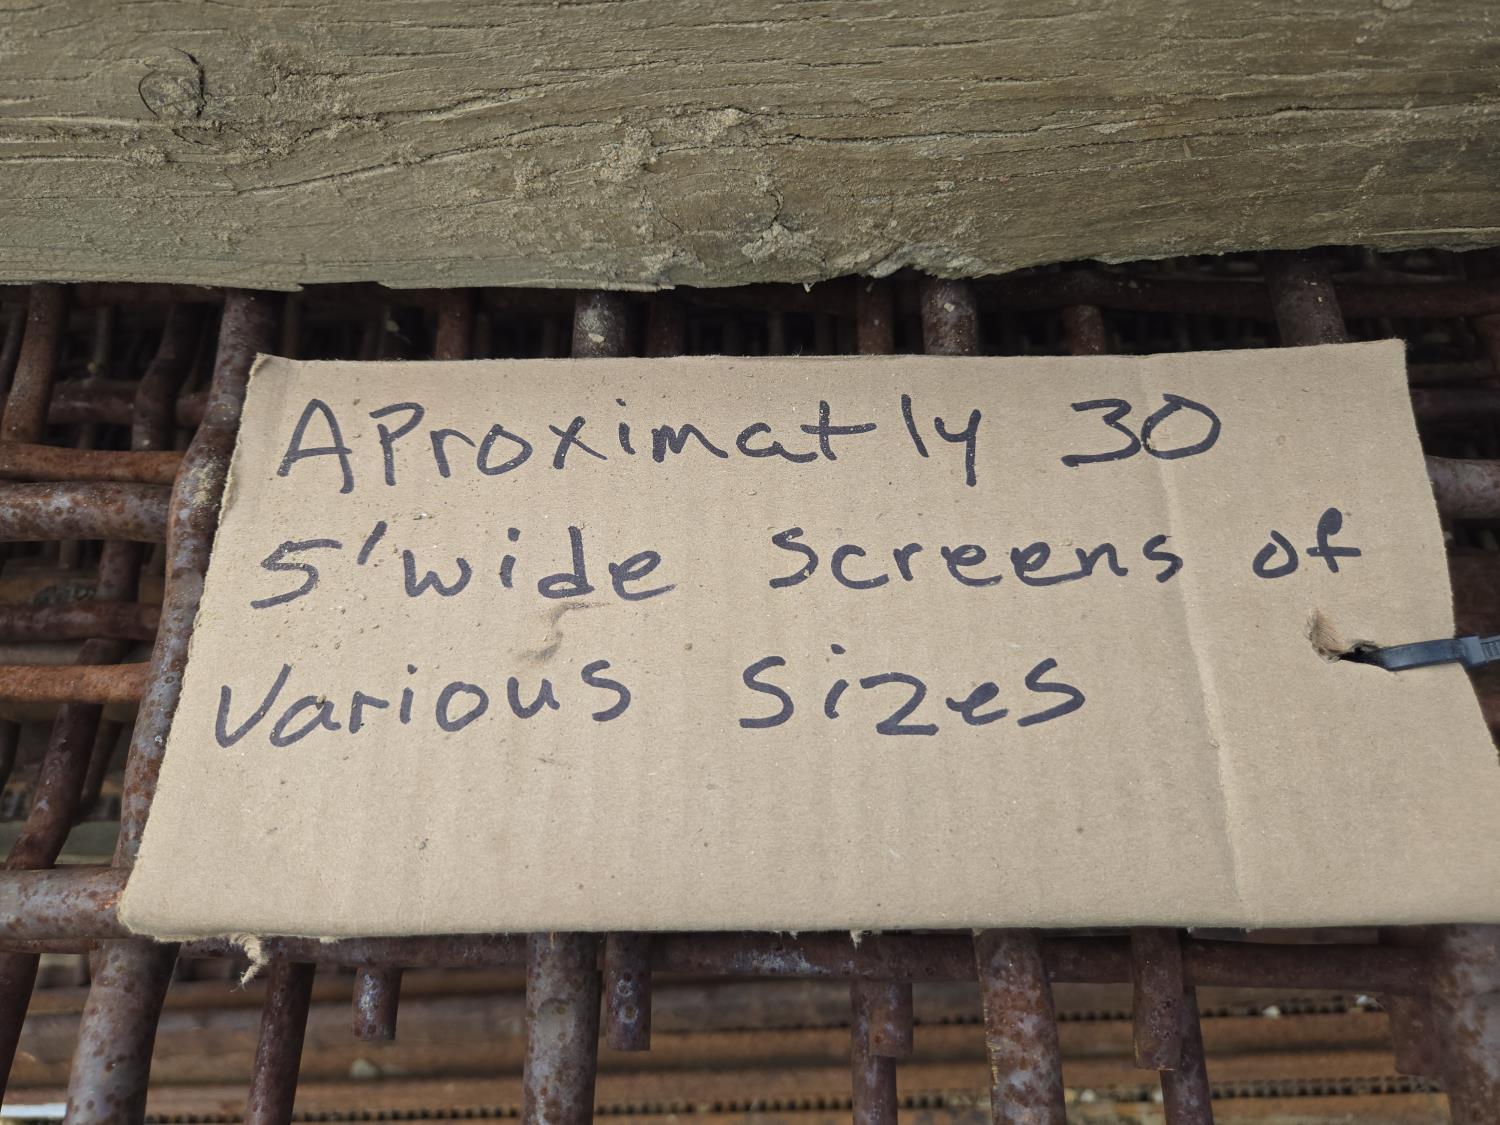 Aproximatly 30
5' wide screens of
Various Sizes